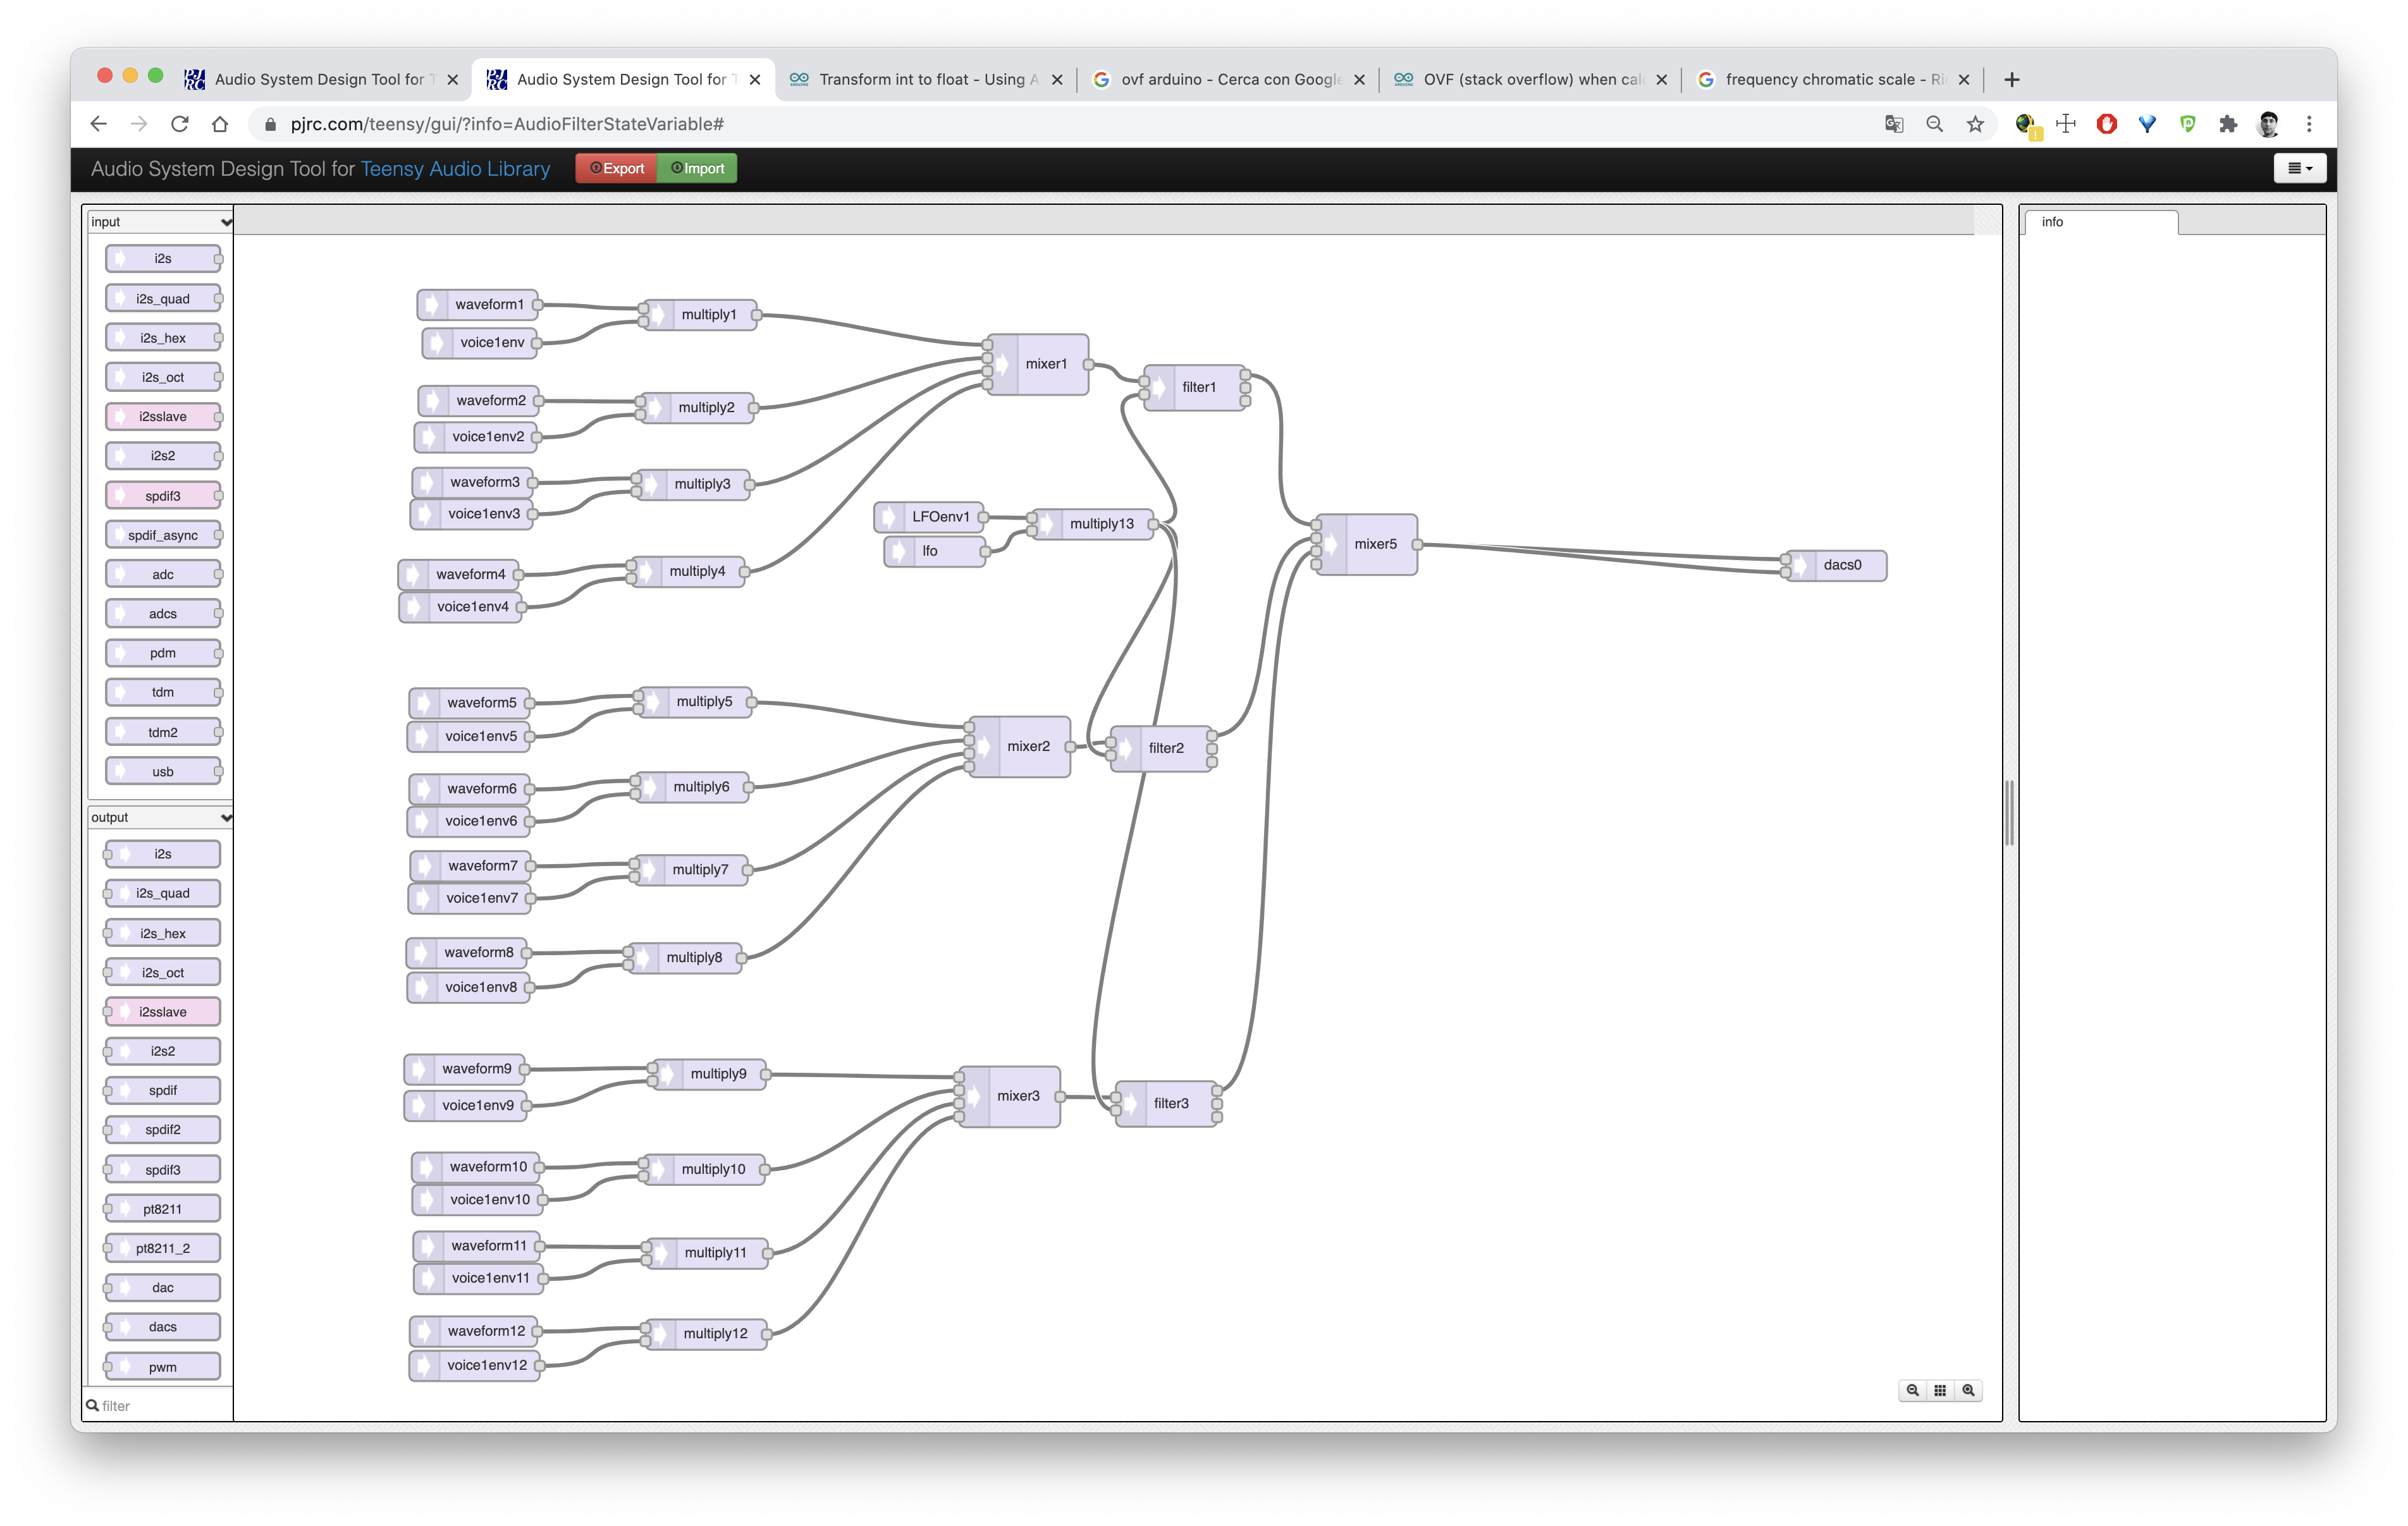 Audio System Design Tool for T
Audio System Design Tool for T
Transform int to float - Using A
ovf arduino - Cerca con Google
OVF (stack overflow) when cal
frequency chromatic scale - Ri
pjrc.com/teensy/gui/?info=AudioFilterStateVariable#
Audio System Design Tool for Teensy Audio Library
Export
Import
input
i2s
i2s_quad
i2s_hex
i2s_oct
i2sslave
i2s2
spdif3
spdif_async
adc
adcs
pdm
tdm
tdm2
usb
output
i2s
i2s_quad
i2s_hex
i2s_oct
i2sslave
i2s2
spdif
spdif2
spdif3
pt8211
pt8211_2
dac
dacs
pwm
filter
waveform1
voice1env
multiply1
waveform2
voice1env2
multiply2
waveform3
voice1env3
multiply3
waveform4
voice1env4
multiply4
mixer1
filter1
LFOenv1
lfo
multiply13
mixer5
dacs0
waveform5
voice1env5
multiply5
waveform6
voice1env6
multiply6
waveform7
voice1env7
multiply7
waveform8
voice1env8
multiply8
mixer2
filter2
waveform9
voice1env9
multiply9
waveform10
voice1env10
multiply10
waveform11
voice1env11
multiply11
waveform12
voice1env12
multiply12
mixer3
filter3
info